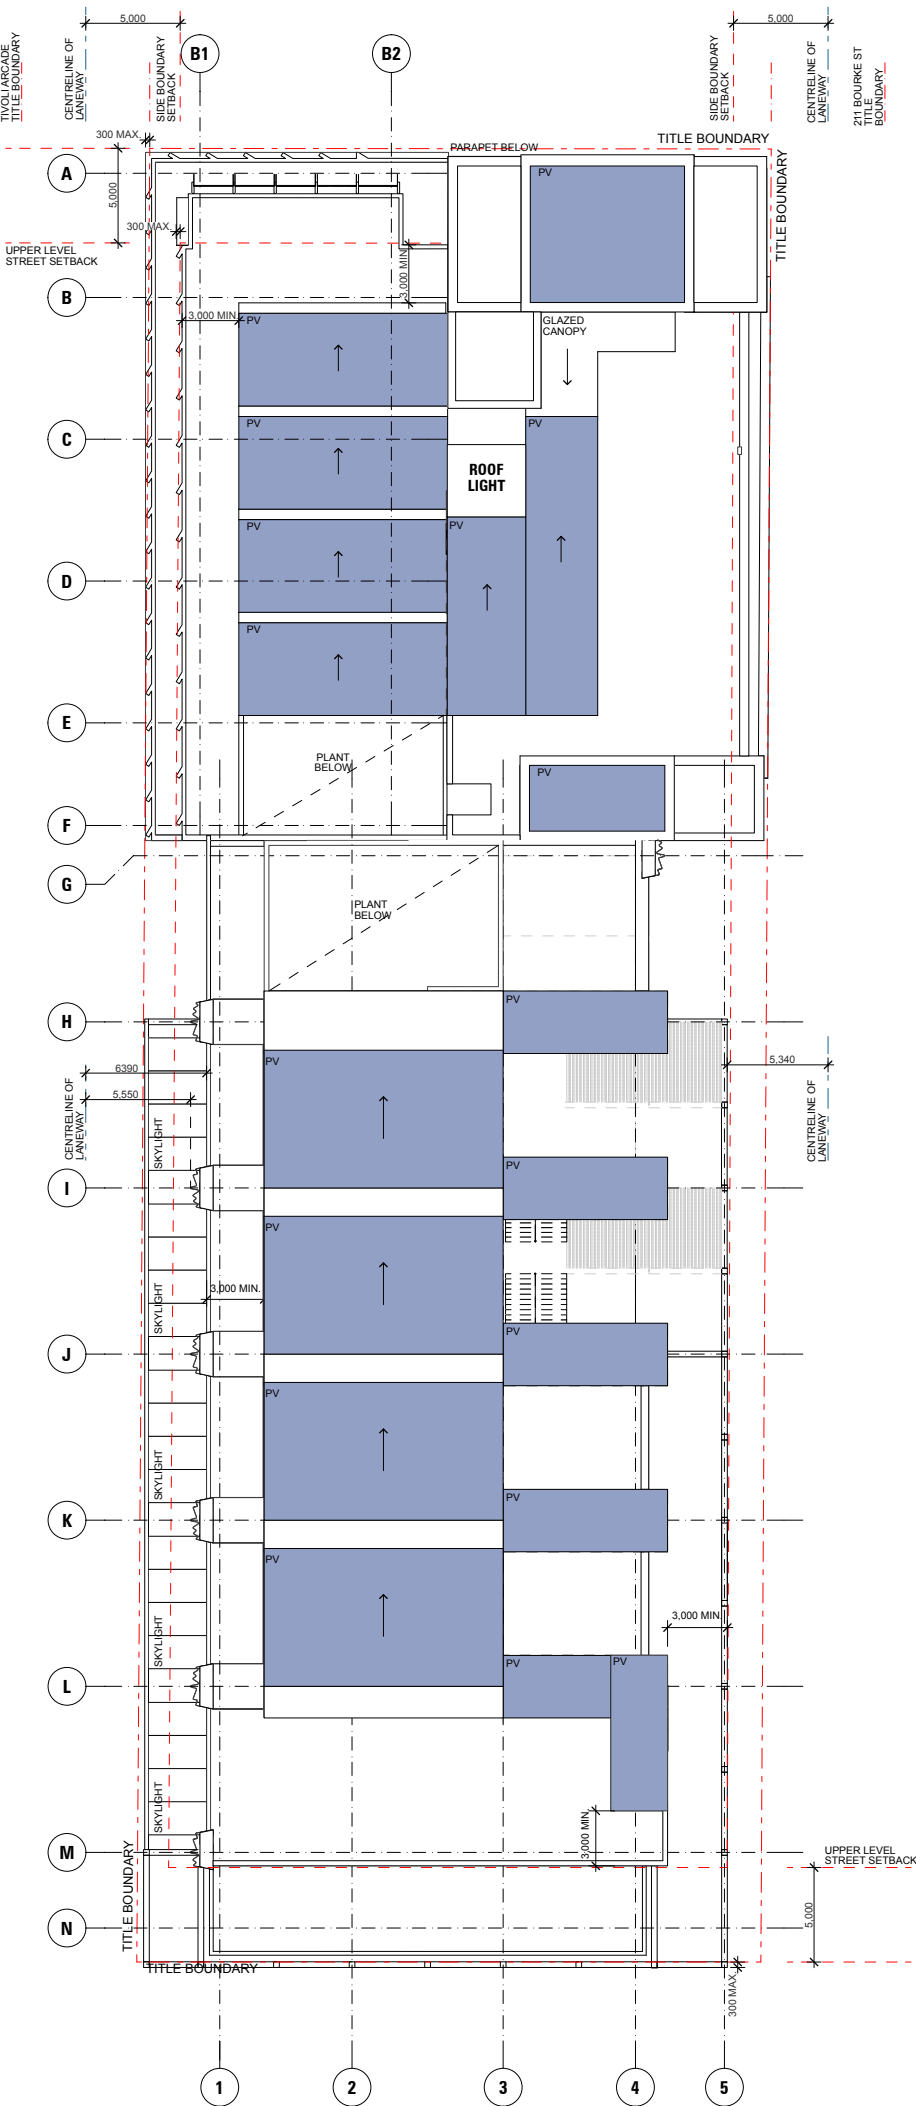 5,000
5,000
TIVOLI ARCADE
TITLE BOUNDARY
CENTRELINE OF
LANEWAY
SIDE BOUNDARY
SETBACK
B1
B2
SIDE BOUNDARY
SETBACK
CENTRELINE OF
LANEWAY
211 BOURKE ST
TITLE
BOUNDARY
300 MAX.
TITLE BOUNDARY
PARAPET BELOW
A
PV
5,000
TITLE BOUNDARY
300 MAX.
UPPER LEVEL
STREET SETBACK
3,000 MIN.
B
3,000 MIN.
PV
GLAZED
CANOPY
C
PV
PV
ROOF
LIGHT
PV
PV
D
PV
E
PLANT
BELOW
PV
F
G
PLANT
BELOW
H
PV
6390
PV
5,340
5,550
CENTRELINE OF
LANEWAY
SKYLIGHT
CENTRELINE OF
LANEWAY
I
PV
PV
3,000 MIN.
SKYLIGHT
J
PV
PV
SKYLIGHT
K
PV
PV
3,000 MIN.
SKYLIGHT
L
PV
PV
SKYLIGHT
3,000 MIN.
M
UPPER LEVEL
STREET SETBACK
TITLE BOUNDARY
5,000
N
TITLE BOUNDARY
300 MAX.
1
2
3
4
5